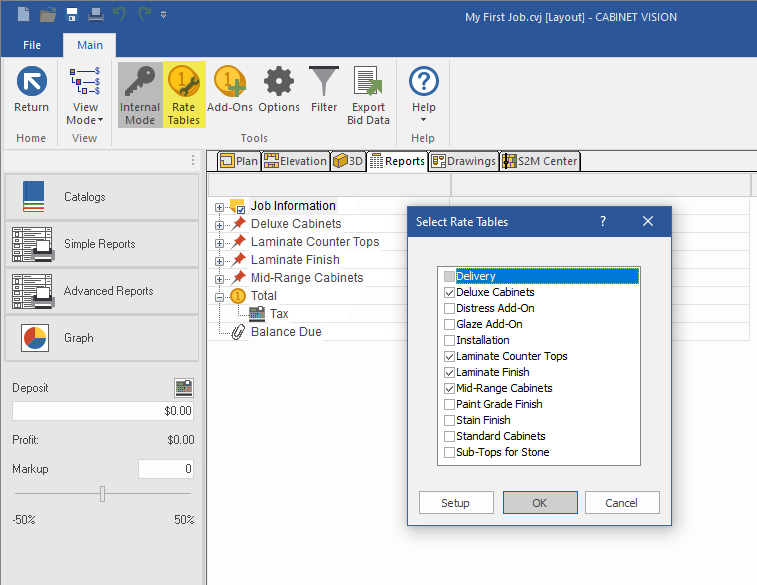 My First Job.cvj [Layout] - CABINET VISION
File Main
Return View Mode Internal Mode Rate Tables Add-Ons Options Filter Export Bid Data Help
Home View Tools Help
Plan Elevation 3D Reports Drawings S2M Center
Catalogs
Simple Reports
Advanced Reports
Graph
Deposit
$0.00
Profit: $0.00
Markup 0
-50% 50%
Job Information
Deluxe Cabinets
Laminate Counter Tops
Laminate Finish
Mid-Range Cabinets
1 Total
Tax
Balance Due
Select Rate Tables ?
Delivery
Deluxe Cabinets
Distress Add-On
Glaze Add-On
Installation
Laminate Counter Tops
Laminate Finish
Mid-Range Cabinets
Paint Grade Finish
Stain Finish
Standard Cabinets
Sub-Tops for Stone
Setup OK Cancel